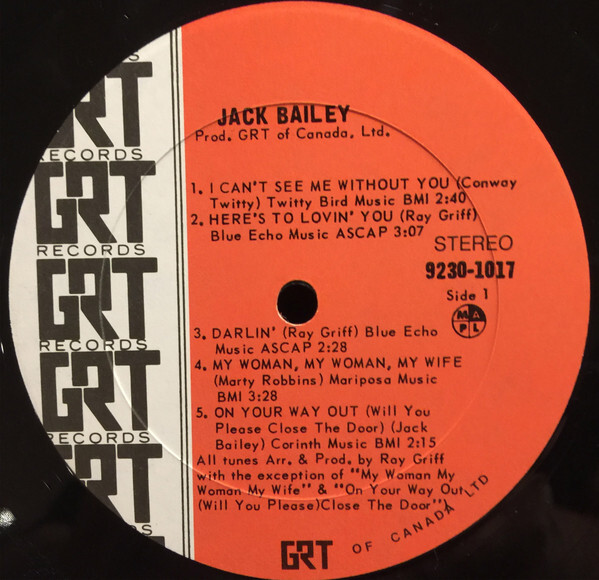 JACK BAILEY
Prod. GRT of Canada, Ltd.
1. I CAN'T SEE ME WITHOUT YOU (Conway
Twitty) Twitty Bird Music BMI 2:40
2. HERE'S TO LOVIN' YOU (Ray Griff)
Blue Echo Music ASCAP 3:07
STEREO
9230-1017
Side 1
MAPL
3. DARLIN' (Ray Griff) Blue Echo
Music ASCAP 2:28
4. MY WOMAN, MY WOMAN, MY WIFE
(Marty Robbins) Mariposa Music
BMI 3:28
5. ON YOUR WAY OUT (Will You
Please Close The Door) (Jack
Bailey) Corinth Music BMI 2:15
All tunes Arr. & Prod. by Ray Griff
with the exception of "My Woman My
Woman My Wife" & "On Your Way Out
(Will You Please)Close The Door")
GRT OF CANADA LTD
GRT
RECORDS
GRT
RECORDS
GRT
RECORDS
GRT
RECORDS
GRT
RDS